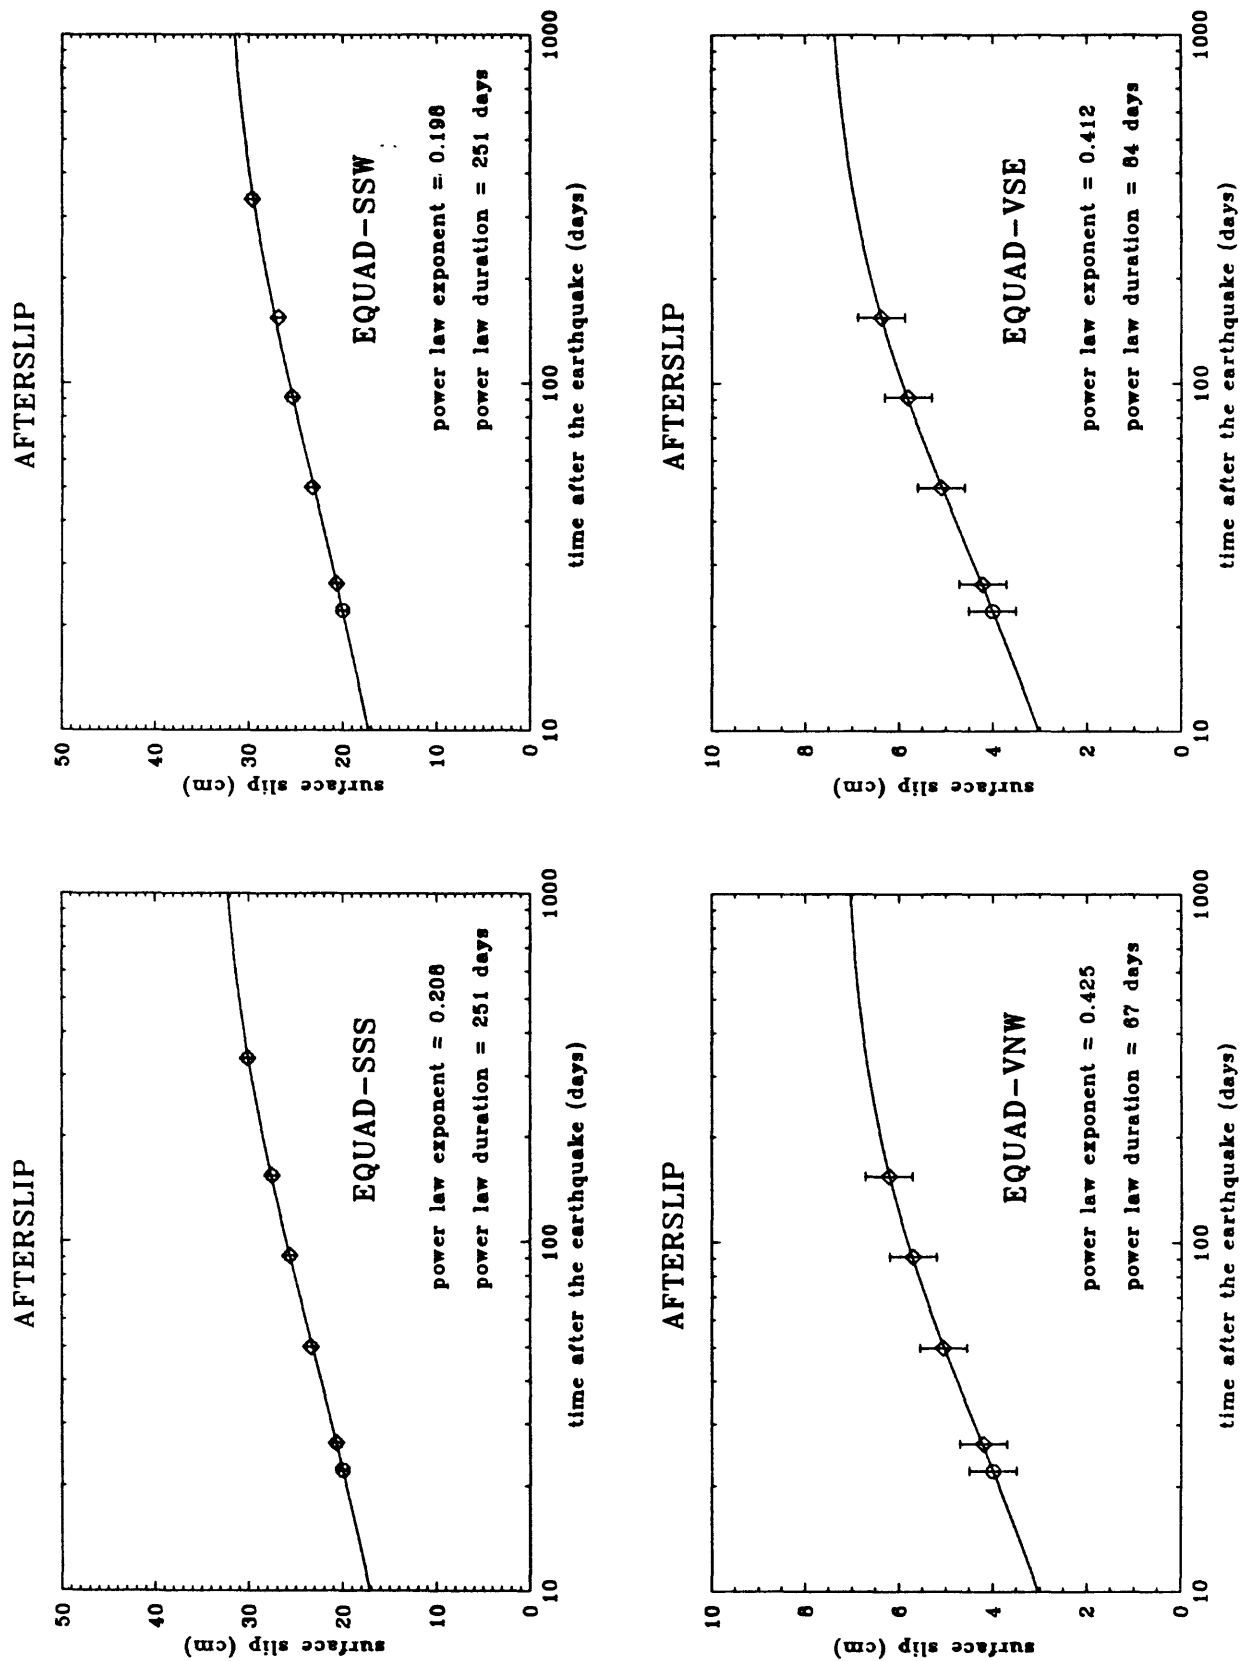 AFTERSLIP
50
40
30
20
10
0
surface slip (cm)
EQUAD-SSS
power law exponent = 0.208
power law duration = 251 days
10
100
1000
time after the earthquake (days)
AFTERSLIP
50
40
30
20
10
0
surface slip (cm)
EQUAD-SSW
power law exponent = 0.198
power law duration = 251 days
10
100
1000
time after the earthquake (days)
AFTERSLIP
10
8
6
4
2
0
surface slip (cm)
EQUAD-VNW
power law exponent = 0.425
power law duration = 67 days
10
100
1000
time after the earthquake (days)
AFTERSLIP
10
8
6
4
2
0
surface slip (cm)
EQUAD-VSE
power law exponent = 0.412
power law duration = 84 days
10
100
1000
time after the earthquake (days)